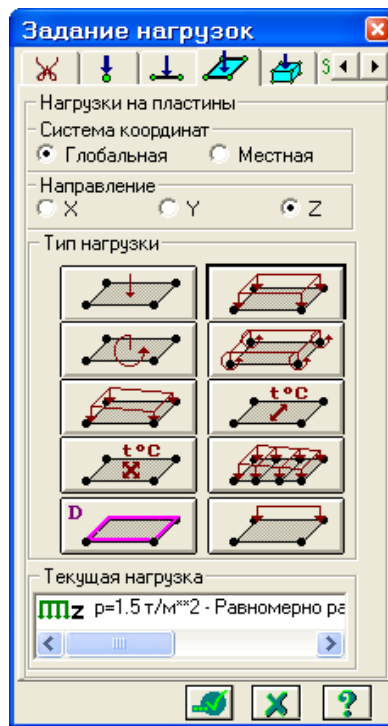 Задание нагрузок
S
Нагрузки на пластины
Система координат
Глобальная Местная
Направление
X Y Z
Тип нагрузки
t°C
t°C
D
Текущая нагрузка
z p=1.5 т/м**2 - Равномерно ра
?